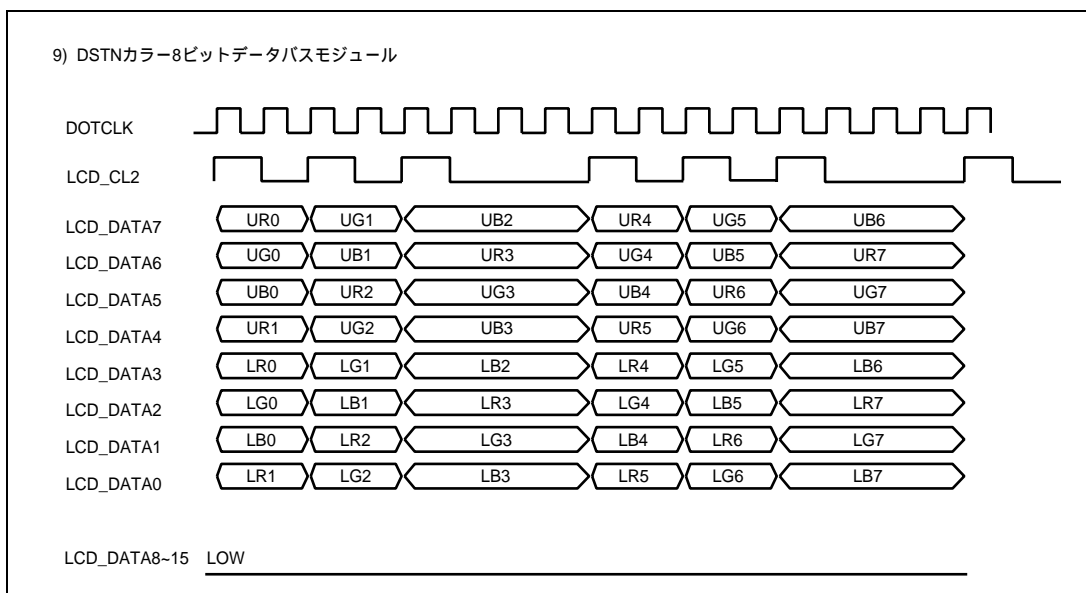 9) DSTNカラー8ビットデータバスモジュール
DOTCLK
LCD_CL2
LCD_DATA7 UR0 UG1 UB2 UR4 UG5 UB6
LCD_DATA6 UG0 UB1 UR3 UG4 UB5 UR7
LCD_DATA5 UB0 UR2 UG3 UB4 UR6 UG7
LCD_DATA4 UR1 UG2 UB3 UR5 UG6 UB7
LCD_DATA3 LR0 LG1 LB2 LR4 LG5 LB6
LCD_DATA2 LG0 LB1 LR3 LG4 LB5 LR7
LCD_DATA1 LB0 LR2 LG3 LB4 LR6 LG7
LCD_DATA0 LR1 LG2 LB3 LR5 LG6 LB7
LCD_DATA8~15 LOW